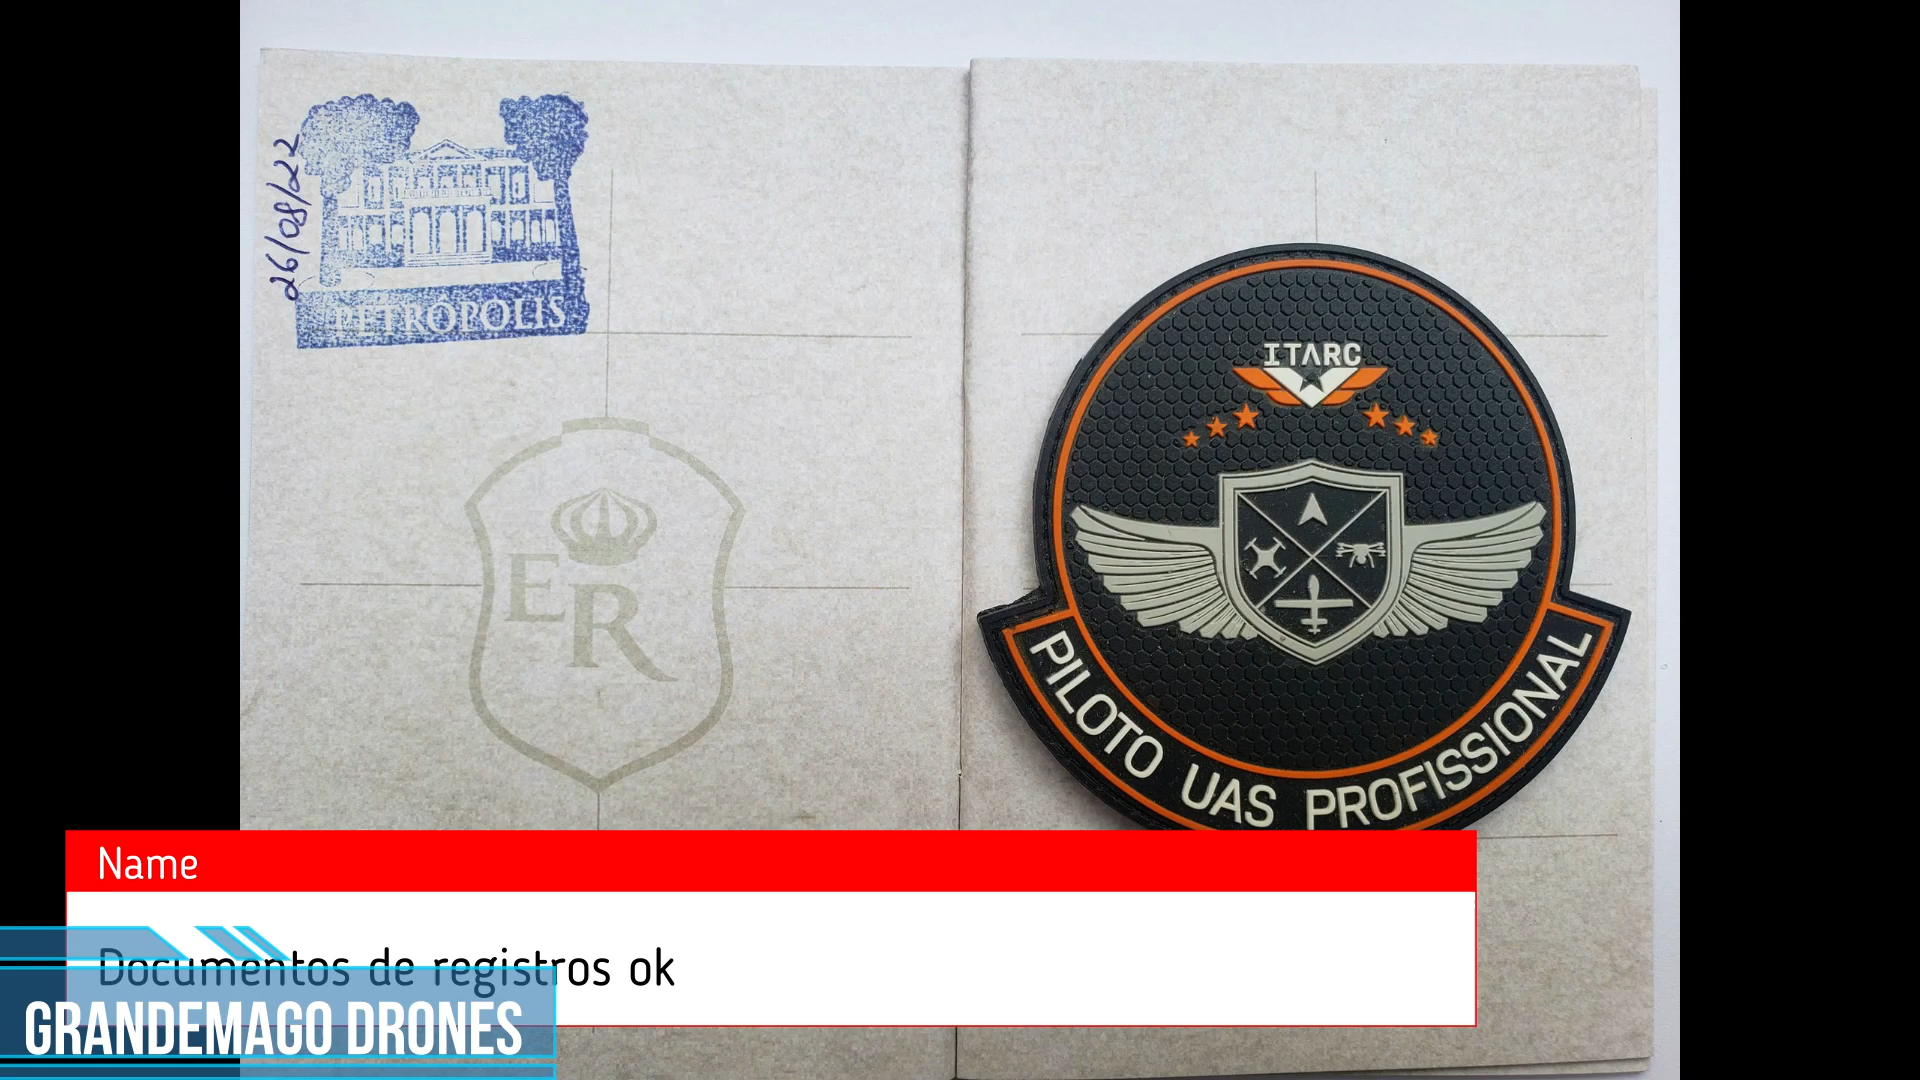 26/08/22
PETRÓPOLIS
ER
ITARC
PILOTO UAS PROFISSIONAL
Name
Documentos de registros ok
GRANDEMAGO DRONES